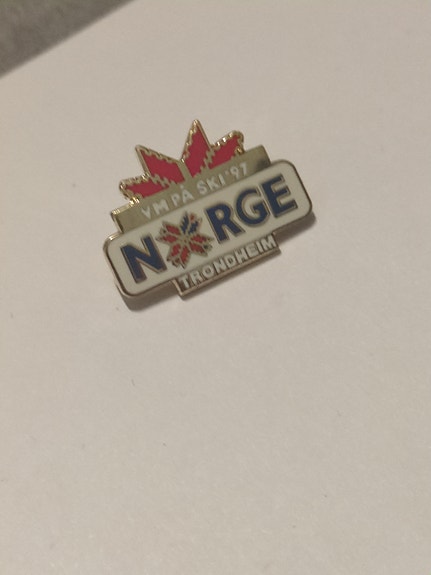 VM PÅ SKI '97
NORGE
TRONDHEIM